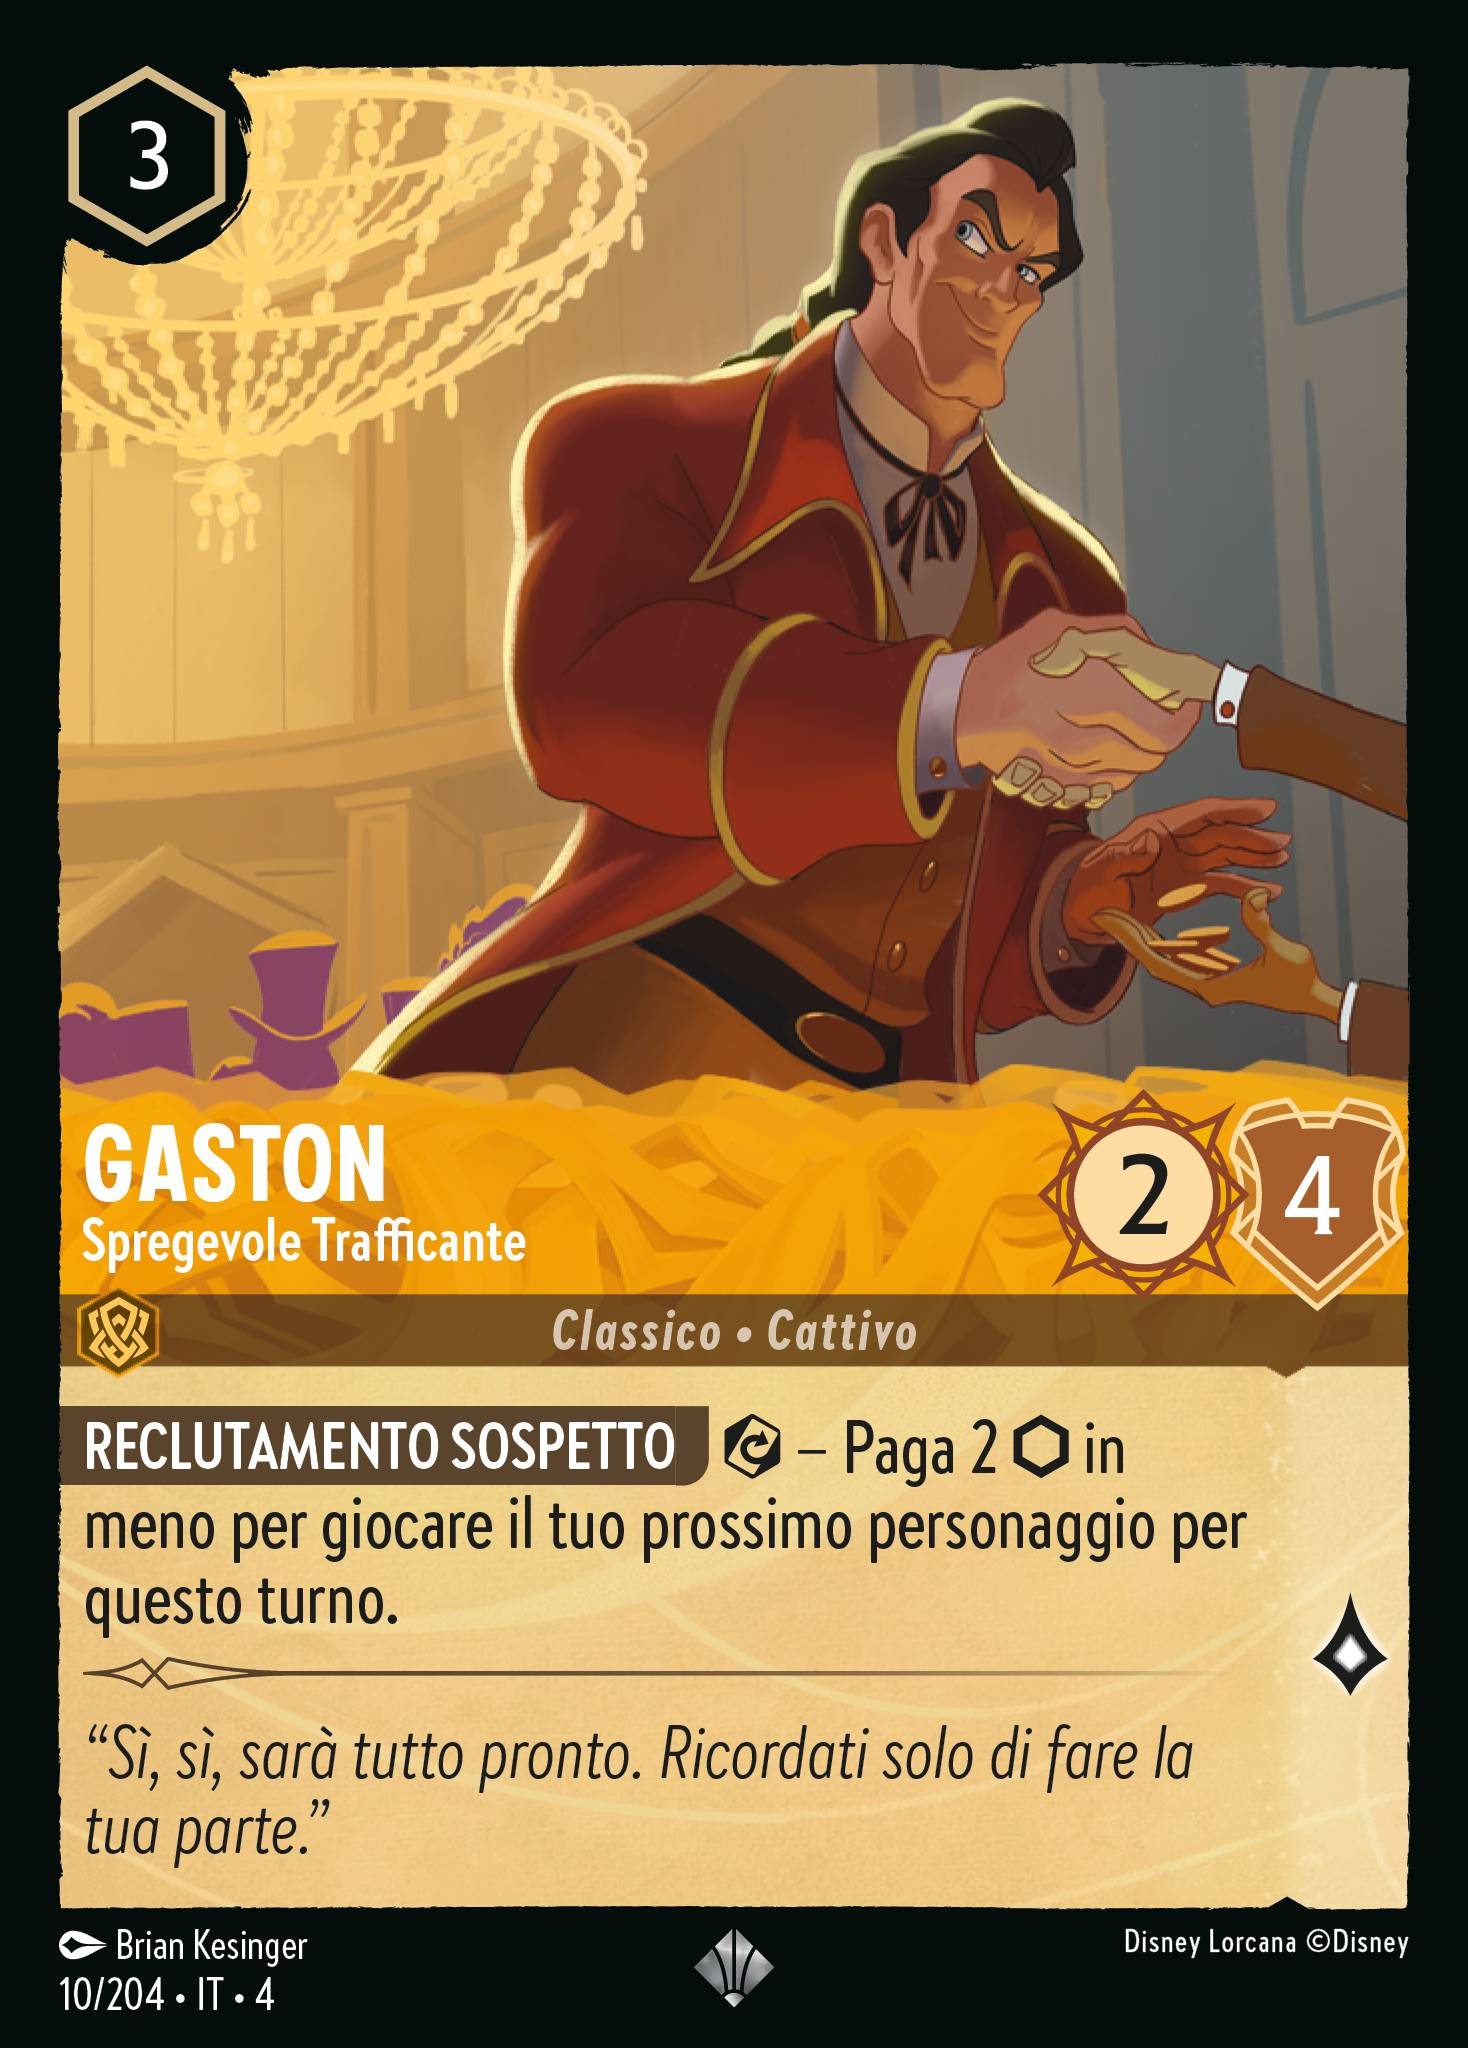 3
GASTON
Spregevole Trafficante
2
4
Classico • Cattivo
RECLUTAMENTO SOSPETTO – Paga 2 in
meno per giocare il tuo prossimo personaggio per
questo turno.
“Sì, sì, sarà tutto pronto. Ricordati solo di fare la
tua parte.”
Brian Kesinger
Disney Lorcana ©Disney
10/204 • IT • 4